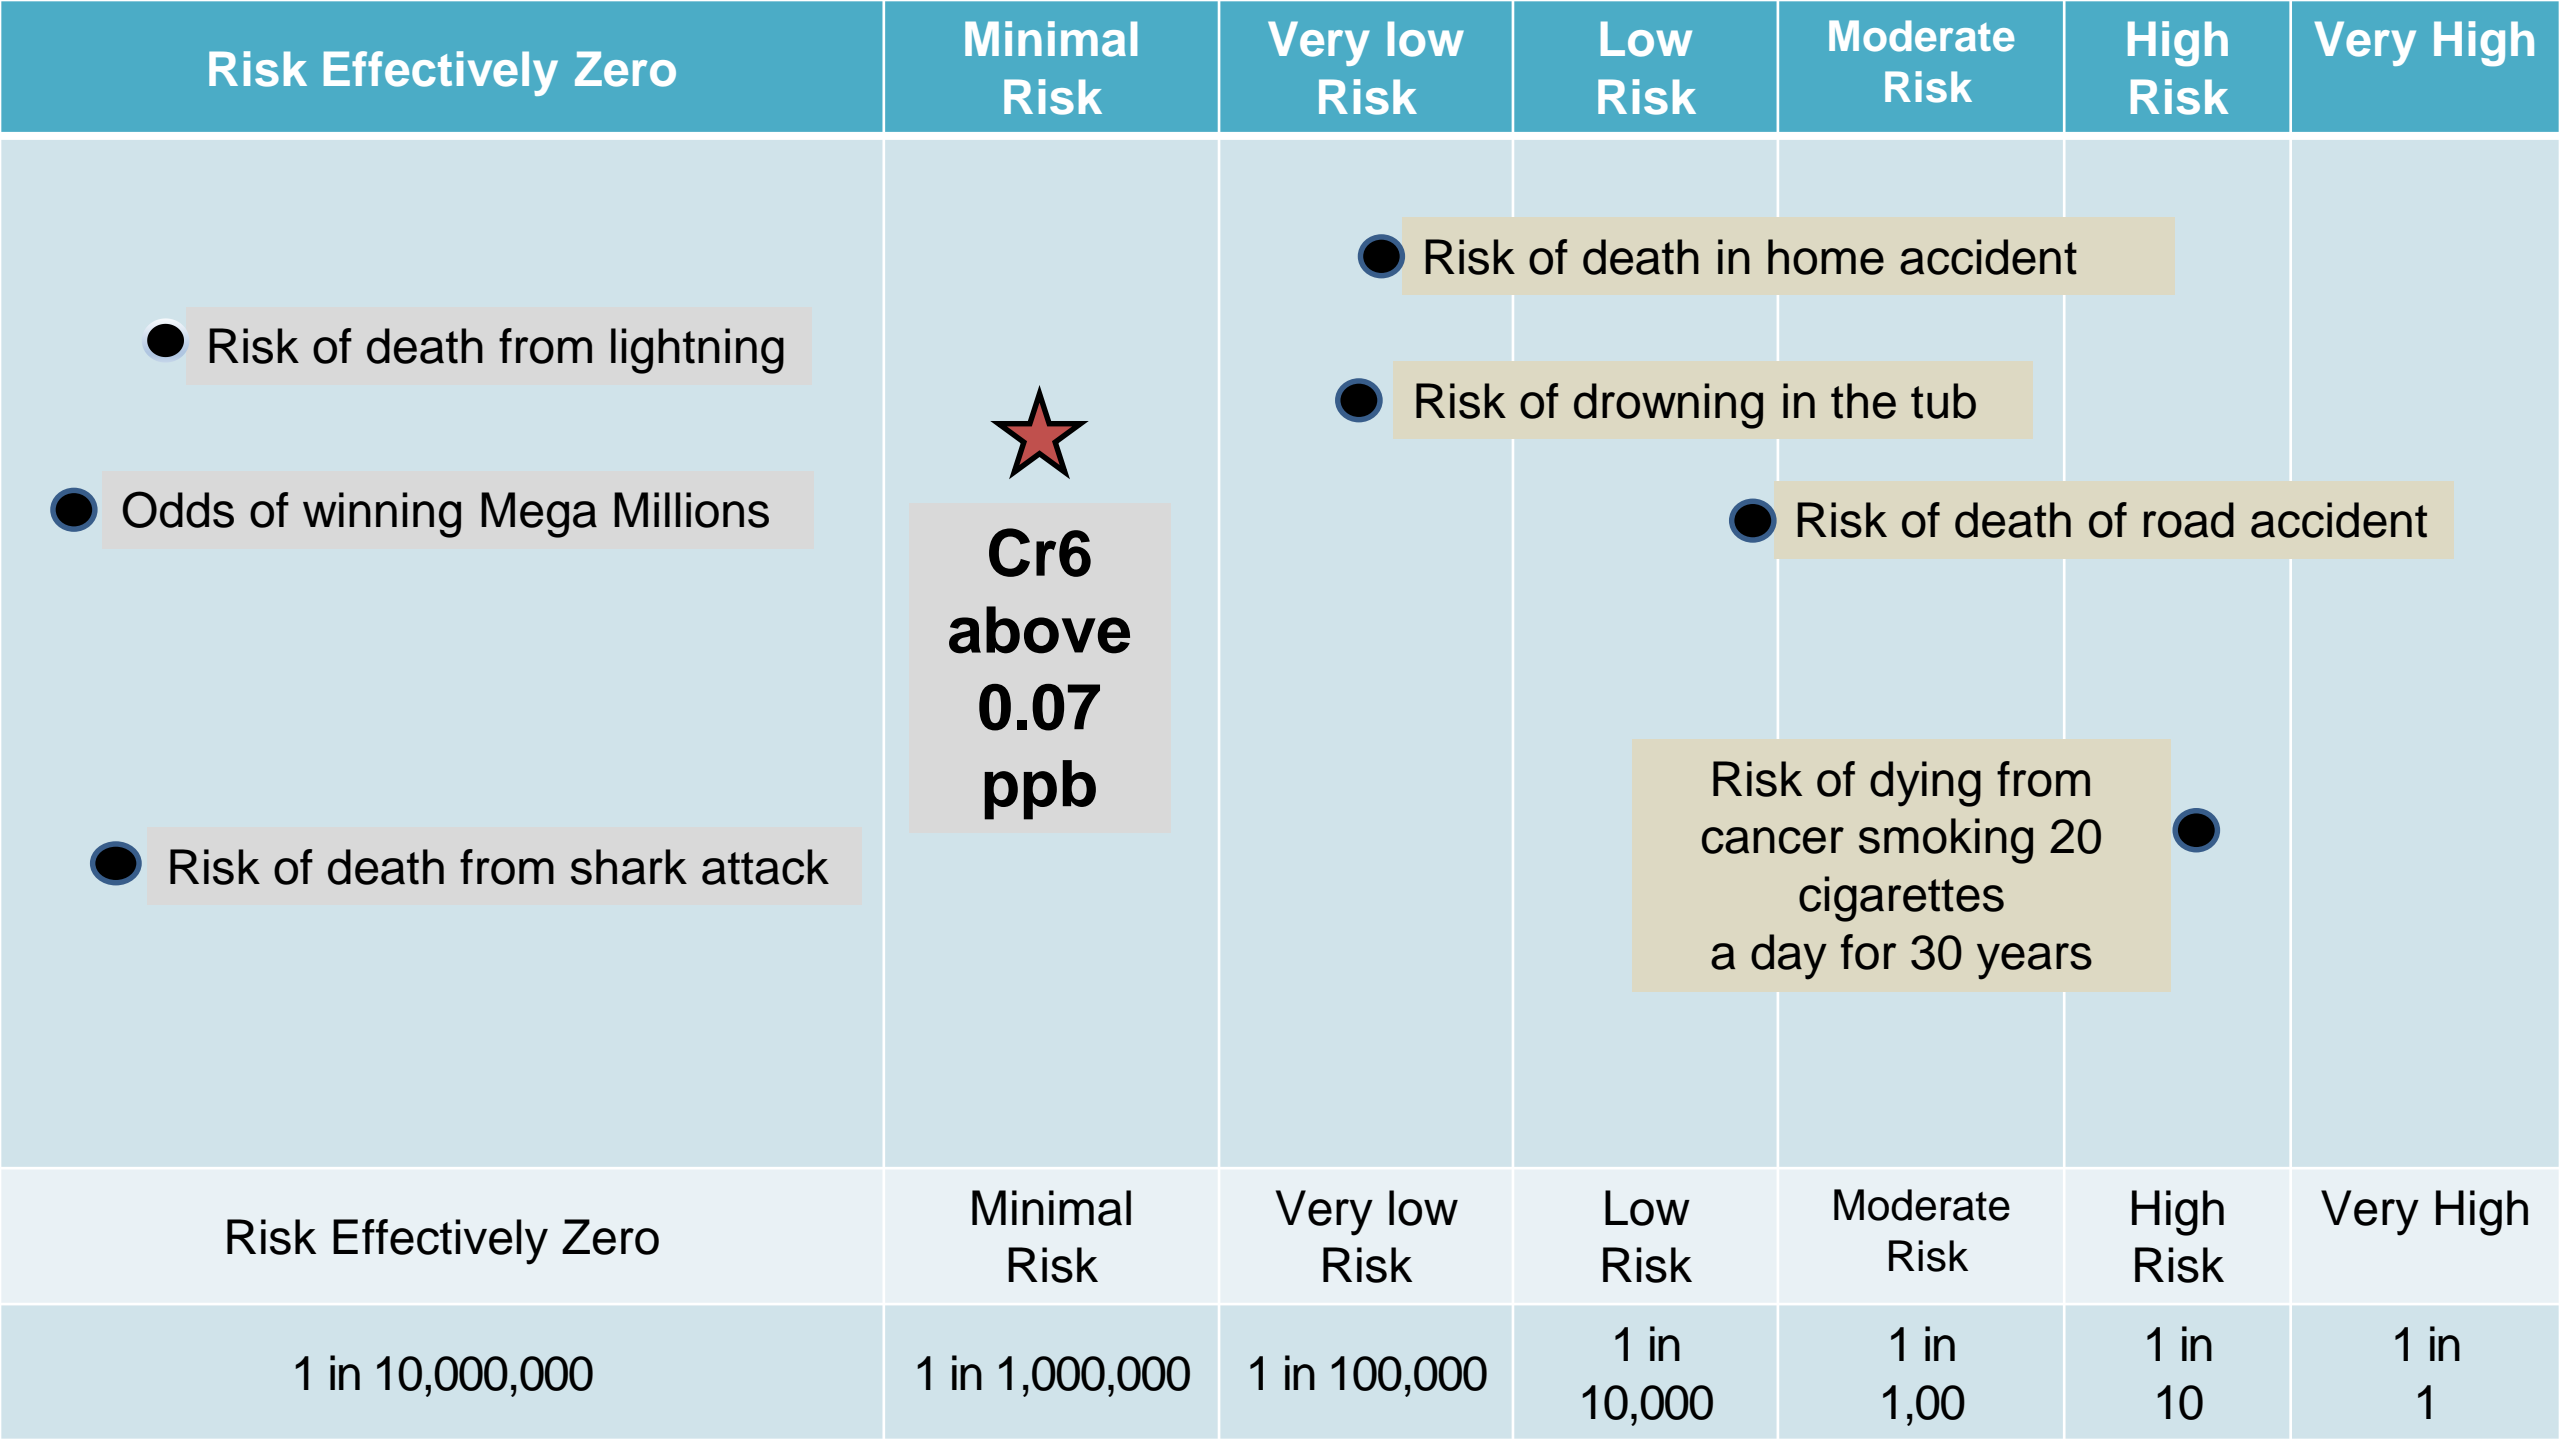 Risk Effectively Zero
Minimal
Risk
Very low
Risk
Low
Risk
Moderate
Risk
High
Risk
Very High
Risk of death in home accident
Risk of death from lightning
Risk of drowning in the tub
Odds of winning Mega Millions
Risk of death of road accident
Cr6
above
0.07
ppb
Risk of death from shark attack
Risk of dying from
cancer smoking 20
cigarettes
a day for 30 years
Risk Effectively Zero
Minimal
Risk
Very low
Risk
Low
Risk
Moderate
Risk
High
Risk
Very High
1 in 10,000,000
1 in 1,000,000
1 in 100,000
1 in
10,000
1 in
1,00
1 in
10
1 in
1